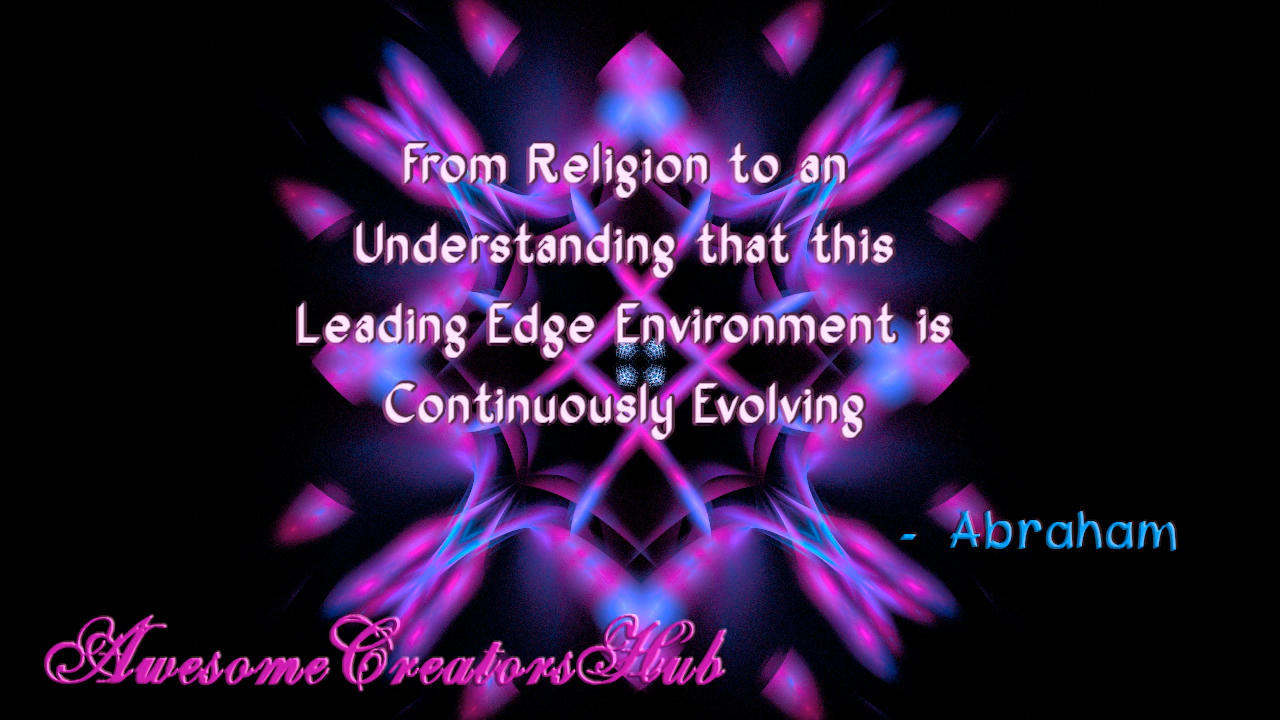 From Religion to an
Understanding that this
Leading Edge Environment is
Continuously Evolving
- Abraham
AwesomeCreatorsHub